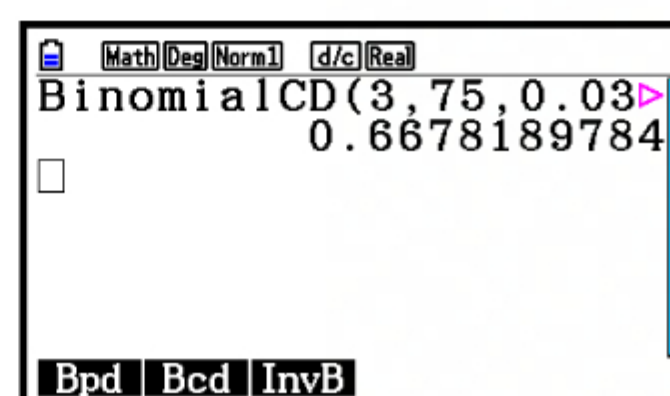 Math Deg Norm1 d/c Real
BinomialCD(3,75,0.03
0.6678189784
Bpd Bcd InvB